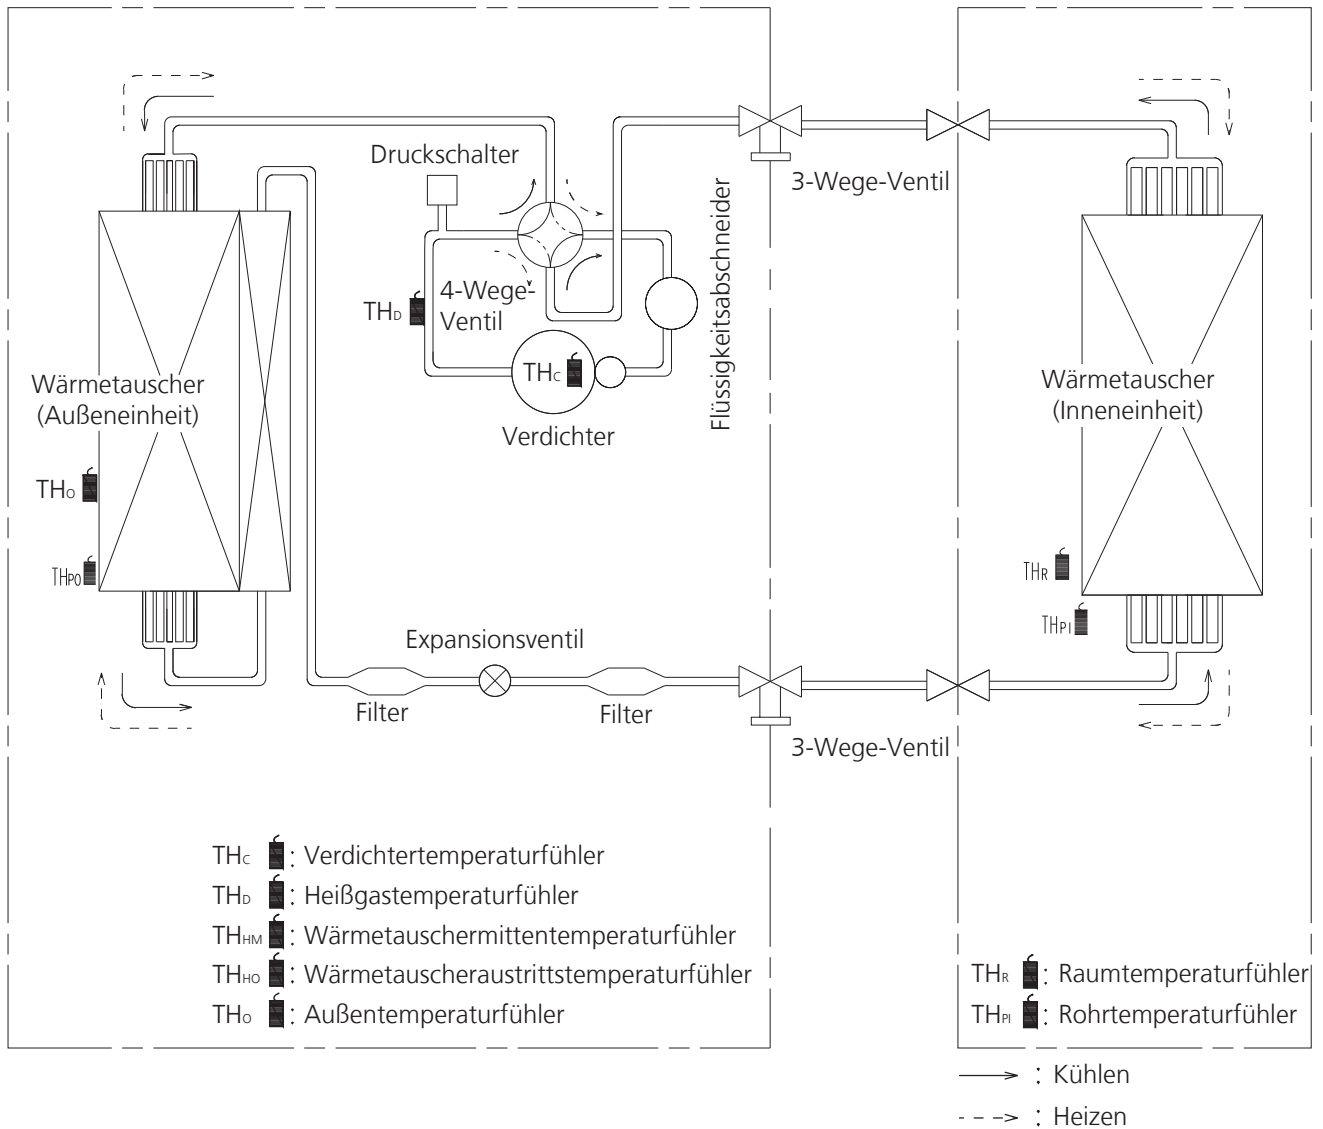 Druckschalter
3-Wege-Ventil
Flüssigkeitsabschneider
4-Wege-
Ventil
THD
THC
Verdichter
Wärmetauscher
(Außeneinheit)
Wärmetauscher
(Inneneinheit)
THO
THPO
THR
THPI
Expansionsventil
Filter
Filter
3-Wege-Ventil
THC : Verdichtertemperaturfühler
THD : Heißgastemperaturfühler
THHM : Wärmetauschermittentemperaturfühler
THHO : Wärmetauscheraustrittstemperaturfühler
THO : Außentemperaturfühler
THR : Raumtemperaturfühler
THPI : Rohrtemperaturfühler
: Kühlen
: Heizen